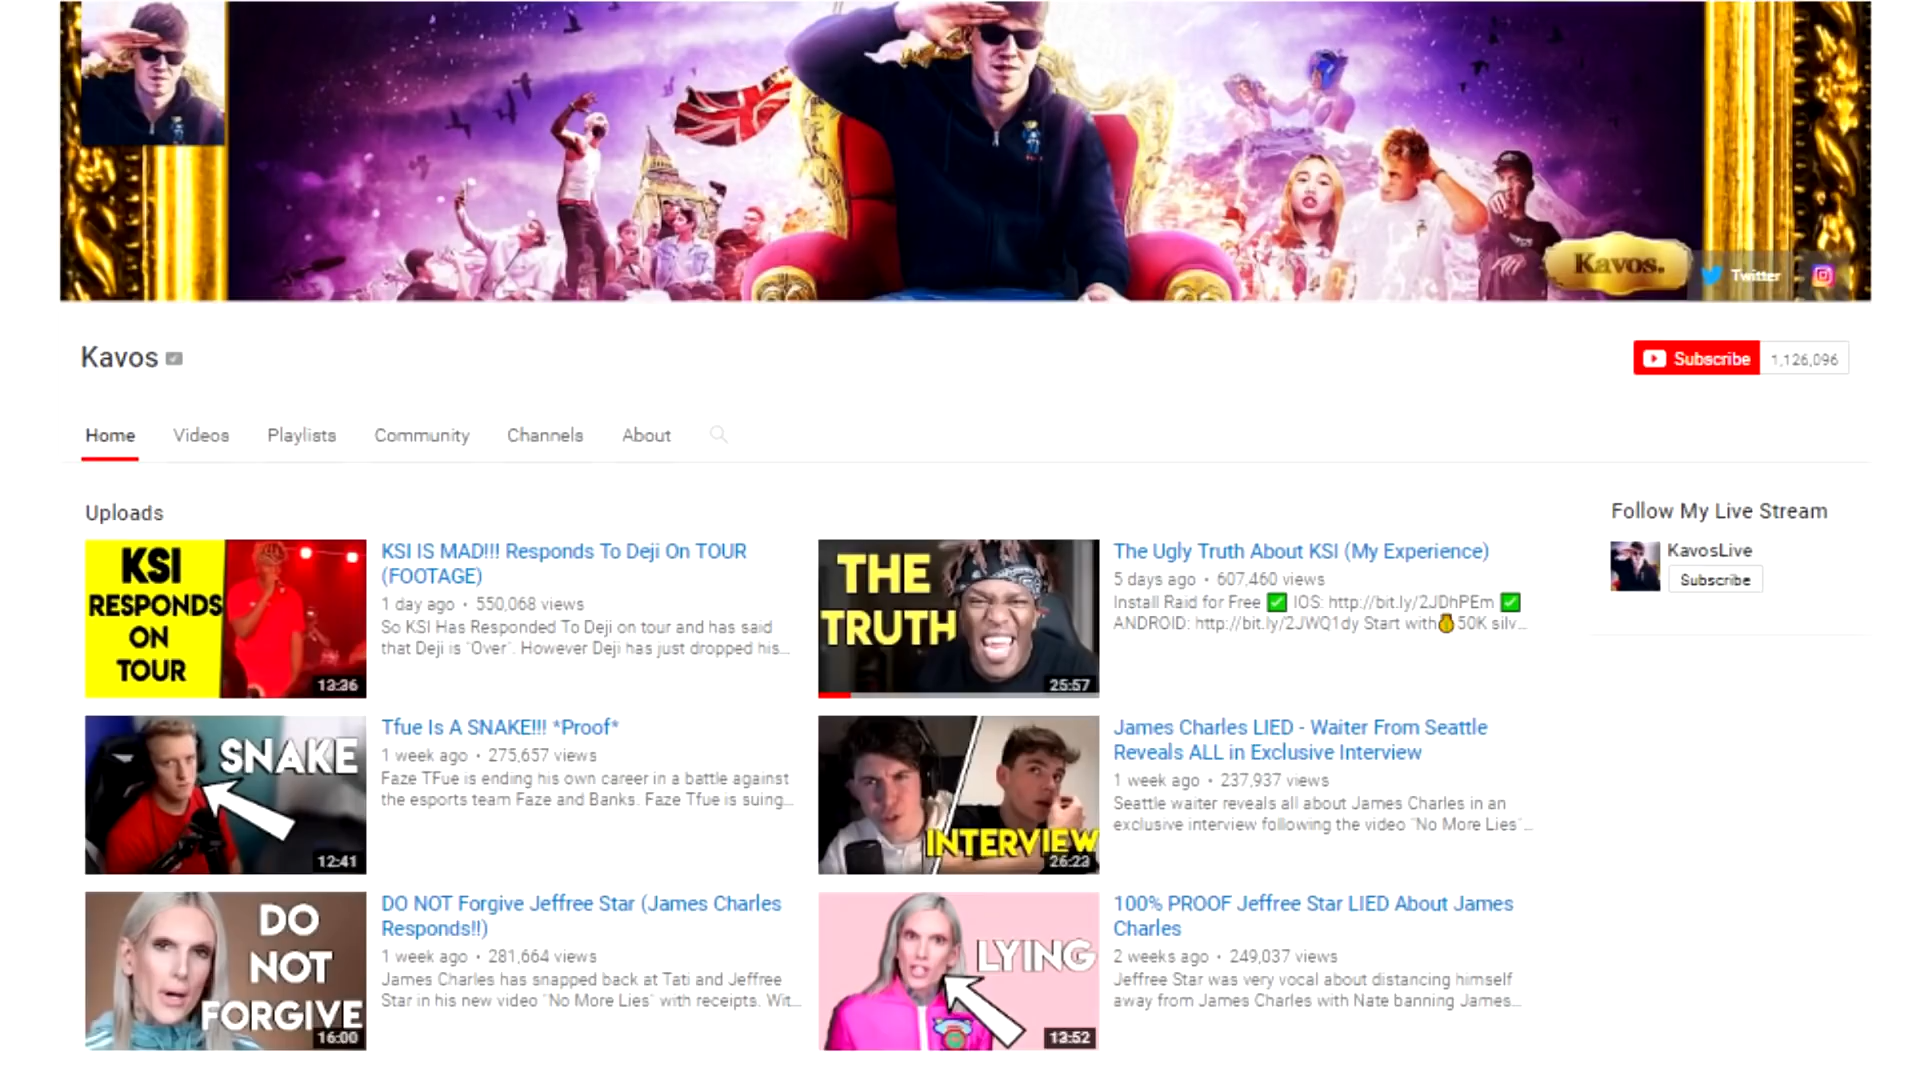 Kavos.
Twitter
Kavos
Subscribe 1,126,096
Home Videos Playlists Community Channels About
Uploads
KSI
RESPONDS
ON
TOUR
13:36
KSI IS MAD!!! Responds To Deji On TOUR
(FOOTAGE)
1 day ago • 550,068 views
So KSI Has Responded To Deji on tour and has said
that Deji is "Over". However Deji has just dropped his...
THE
TRUTH
25:57
The Ugly Truth About KSI (My Experience)
5 days ago • 607,460 views
Install Raid for Free ✅ IOS: http://bit.ly/2JDhPEm ✅
ANDROID: http://bit.ly/2JWQ1dy Start with💰50K silv...
Follow My Live Stream
KavosLive
Subscribe
SNAKE
12:41
Tfue Is A SNAKE!!! *Proof*
1 week ago • 275,657 views
Faze TFue is ending his own career in a battle against
the esports team Faze and Banks. Faze Tfue is suing...
INTERVIEW
26:23
James Charles LIED - Waiter From Seattle
Reveals ALL in Exclusive Interview
1 week ago • 237,937 views
Seattle waiter reveals all about James Charles in an
exclusive interview following the video "No More Lies"...
DO
NOT
FORGIVE
16:00
DO NOT Forgive Jeffree Star (James Charles
Responds!!)
1 week ago • 281,664 views
James Charles has snapped back at Tati and Jeffree
Star in his new video "No More Lies" with receipts. Wit...
LYING
13:52
100% PROOF Jeffree Star LIED About James
Charles
2 weeks ago • 249,037 views
Jeffree Star was very vocal about distancing himself
away from James Charles with Nate banning James...